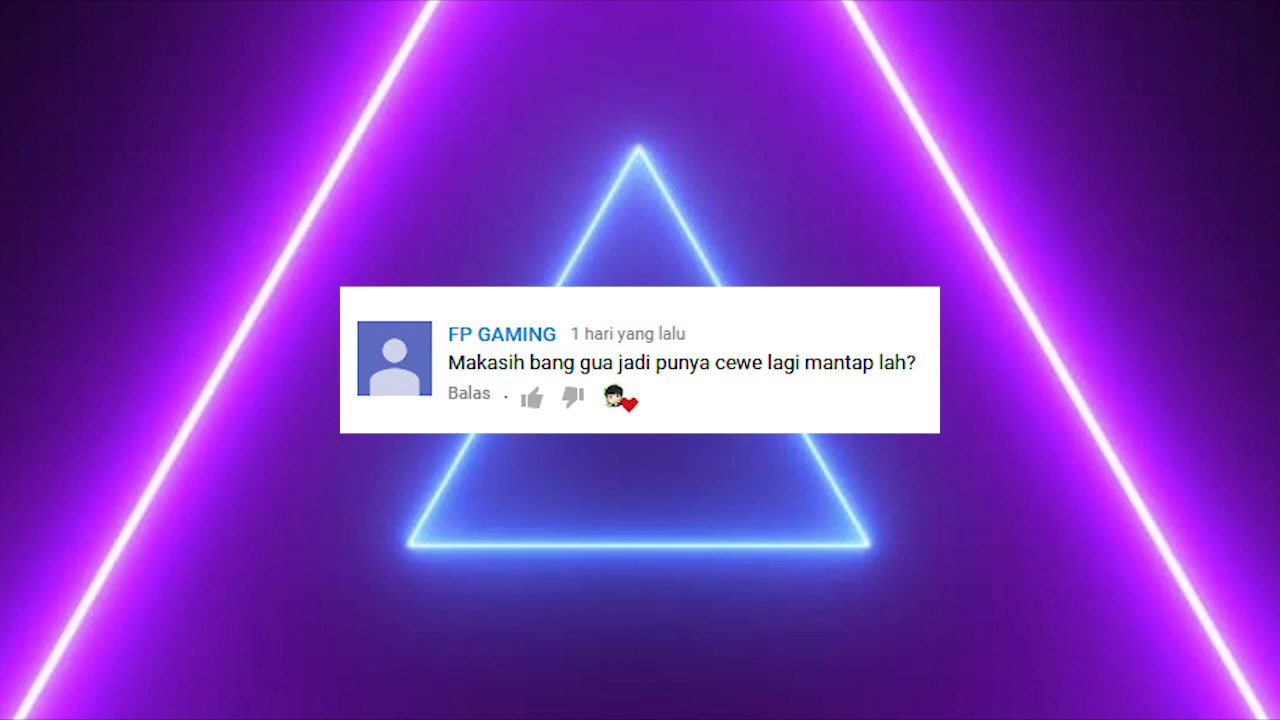 FP GAMING 1 hari yang lalu
Makasih bang gua jadi punya cewe lagi mantap lah?
Balas .